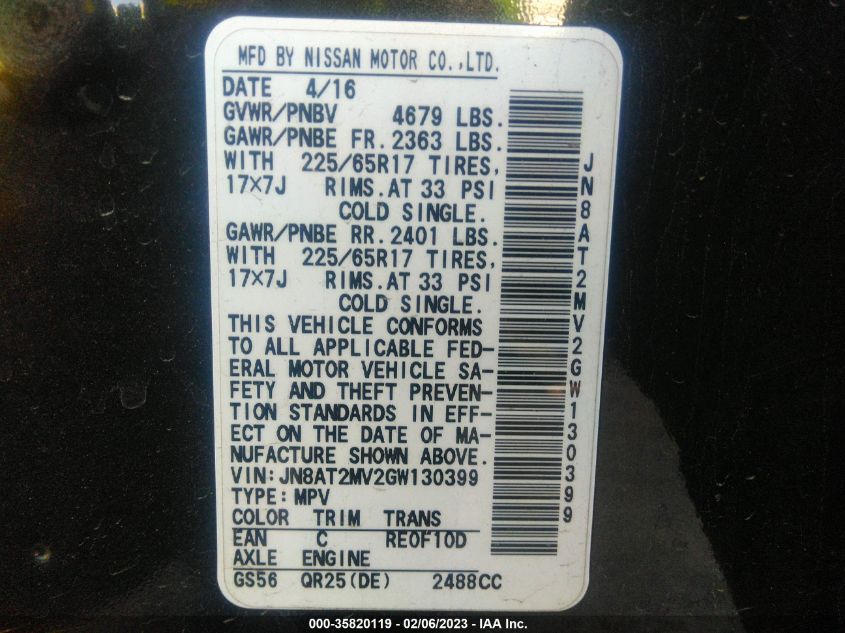 MFD BY NISSAN MOTOR CO.,LTD.
DATE 4/16
GVWR/PNBV 4679 LBS.
GAWR/PNBE FR. 2363 LBS.
WITH 225/65R17 TIRES,
17×7J RIMS.AT 33 PSI
COLD SINGLE.
GAWR/PNBE RR. 2401 LBS.
WITH 225/65R17 TIRES,
17×7J RIMS.AT 33 PSI
COLD SINGLE.
THIS VEHICLE CONFORMS
TO ALL APPLICABLE FED-
ERAL MOTOR VEHICLE SA-
FETY AND THEFT PREVEN-
TION STANDARDS IN EFF-
ECT ON THE DATE OF MA-
NUFACTURE SHOWN ABOVE.
VIN:JN8AT2MV2GW130399
TYPE:MPV
COLOR TRIM TRANS
EAN C RE0F10D
AXLE ENGINE
GS56 QR25(DE) 2488CC
JN8AT2MV2GW130399
000-35820119 - 02/06/2023 - IAA Inc.